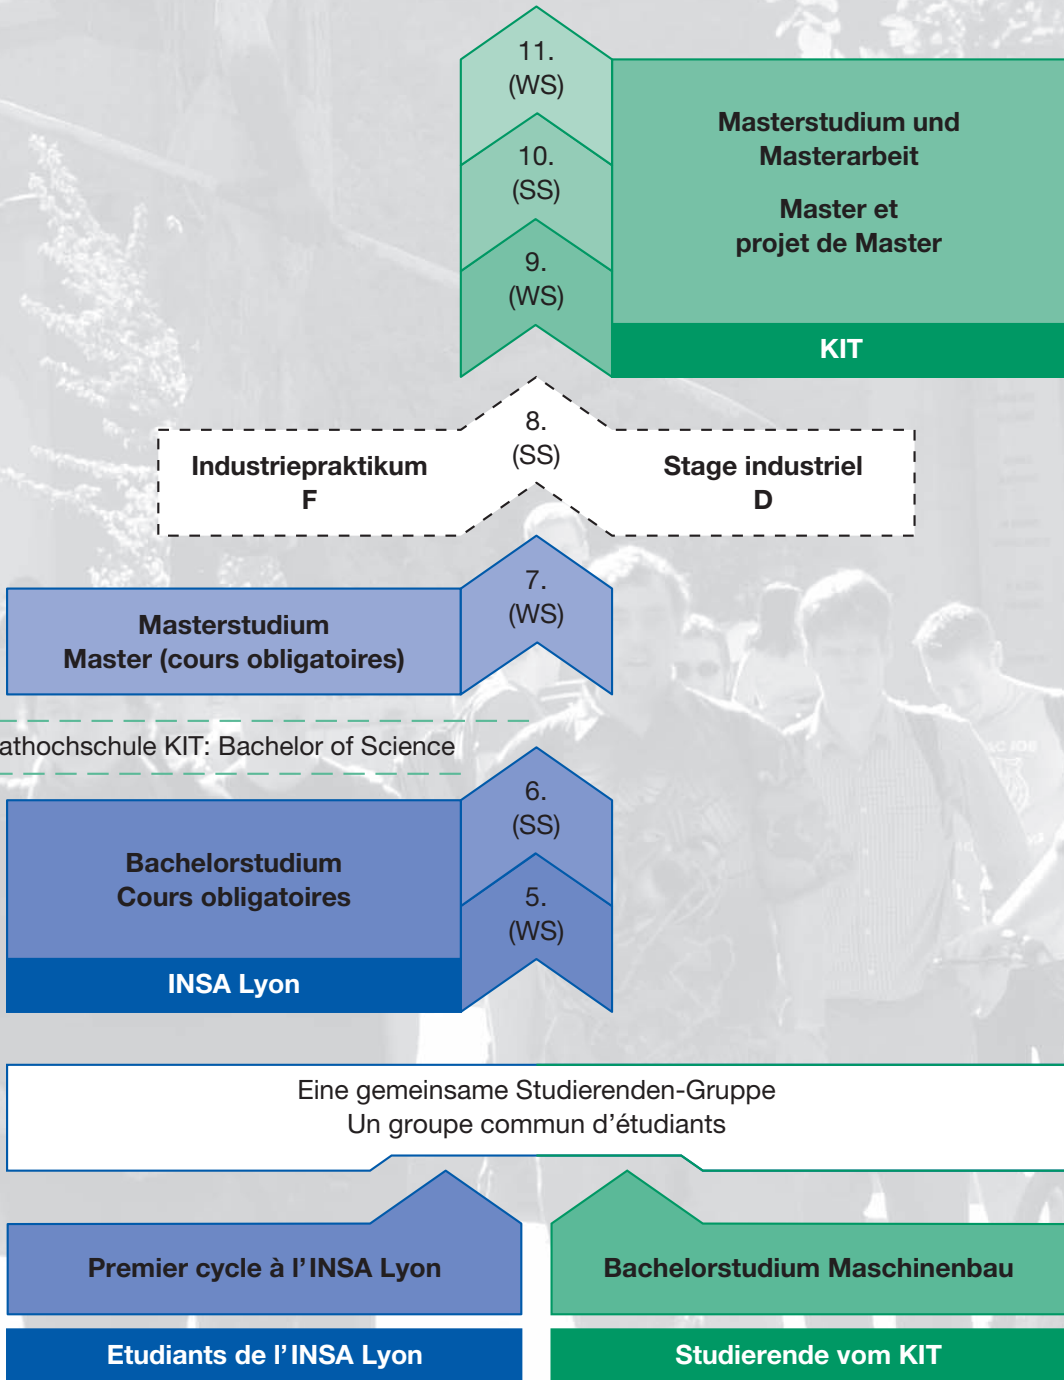 11.
(WS)
Masterstudium und
Masterarbeit
Master et
projet de Master
10.
(SS)
9.
(WS)
KIT
8.
(SS)
Industriepraktikum
F
Stage industriel
D
7.
(WS)
Masterstudium
Master (cours obligatoires)
athochschule KIT: Bachelor of Science
6.
(SS)
Bachelorstudium
Cours obligatoires
5.
(WS)
INSA Lyon
Eine gemeinsame Studierenden-Gruppe
Un groupe commun d’étudiants
Premier cycle à l’INSA Lyon
Bachelorstudium Maschinenbau
Etudiants de l’INSA Lyon
Studierende vom KIT